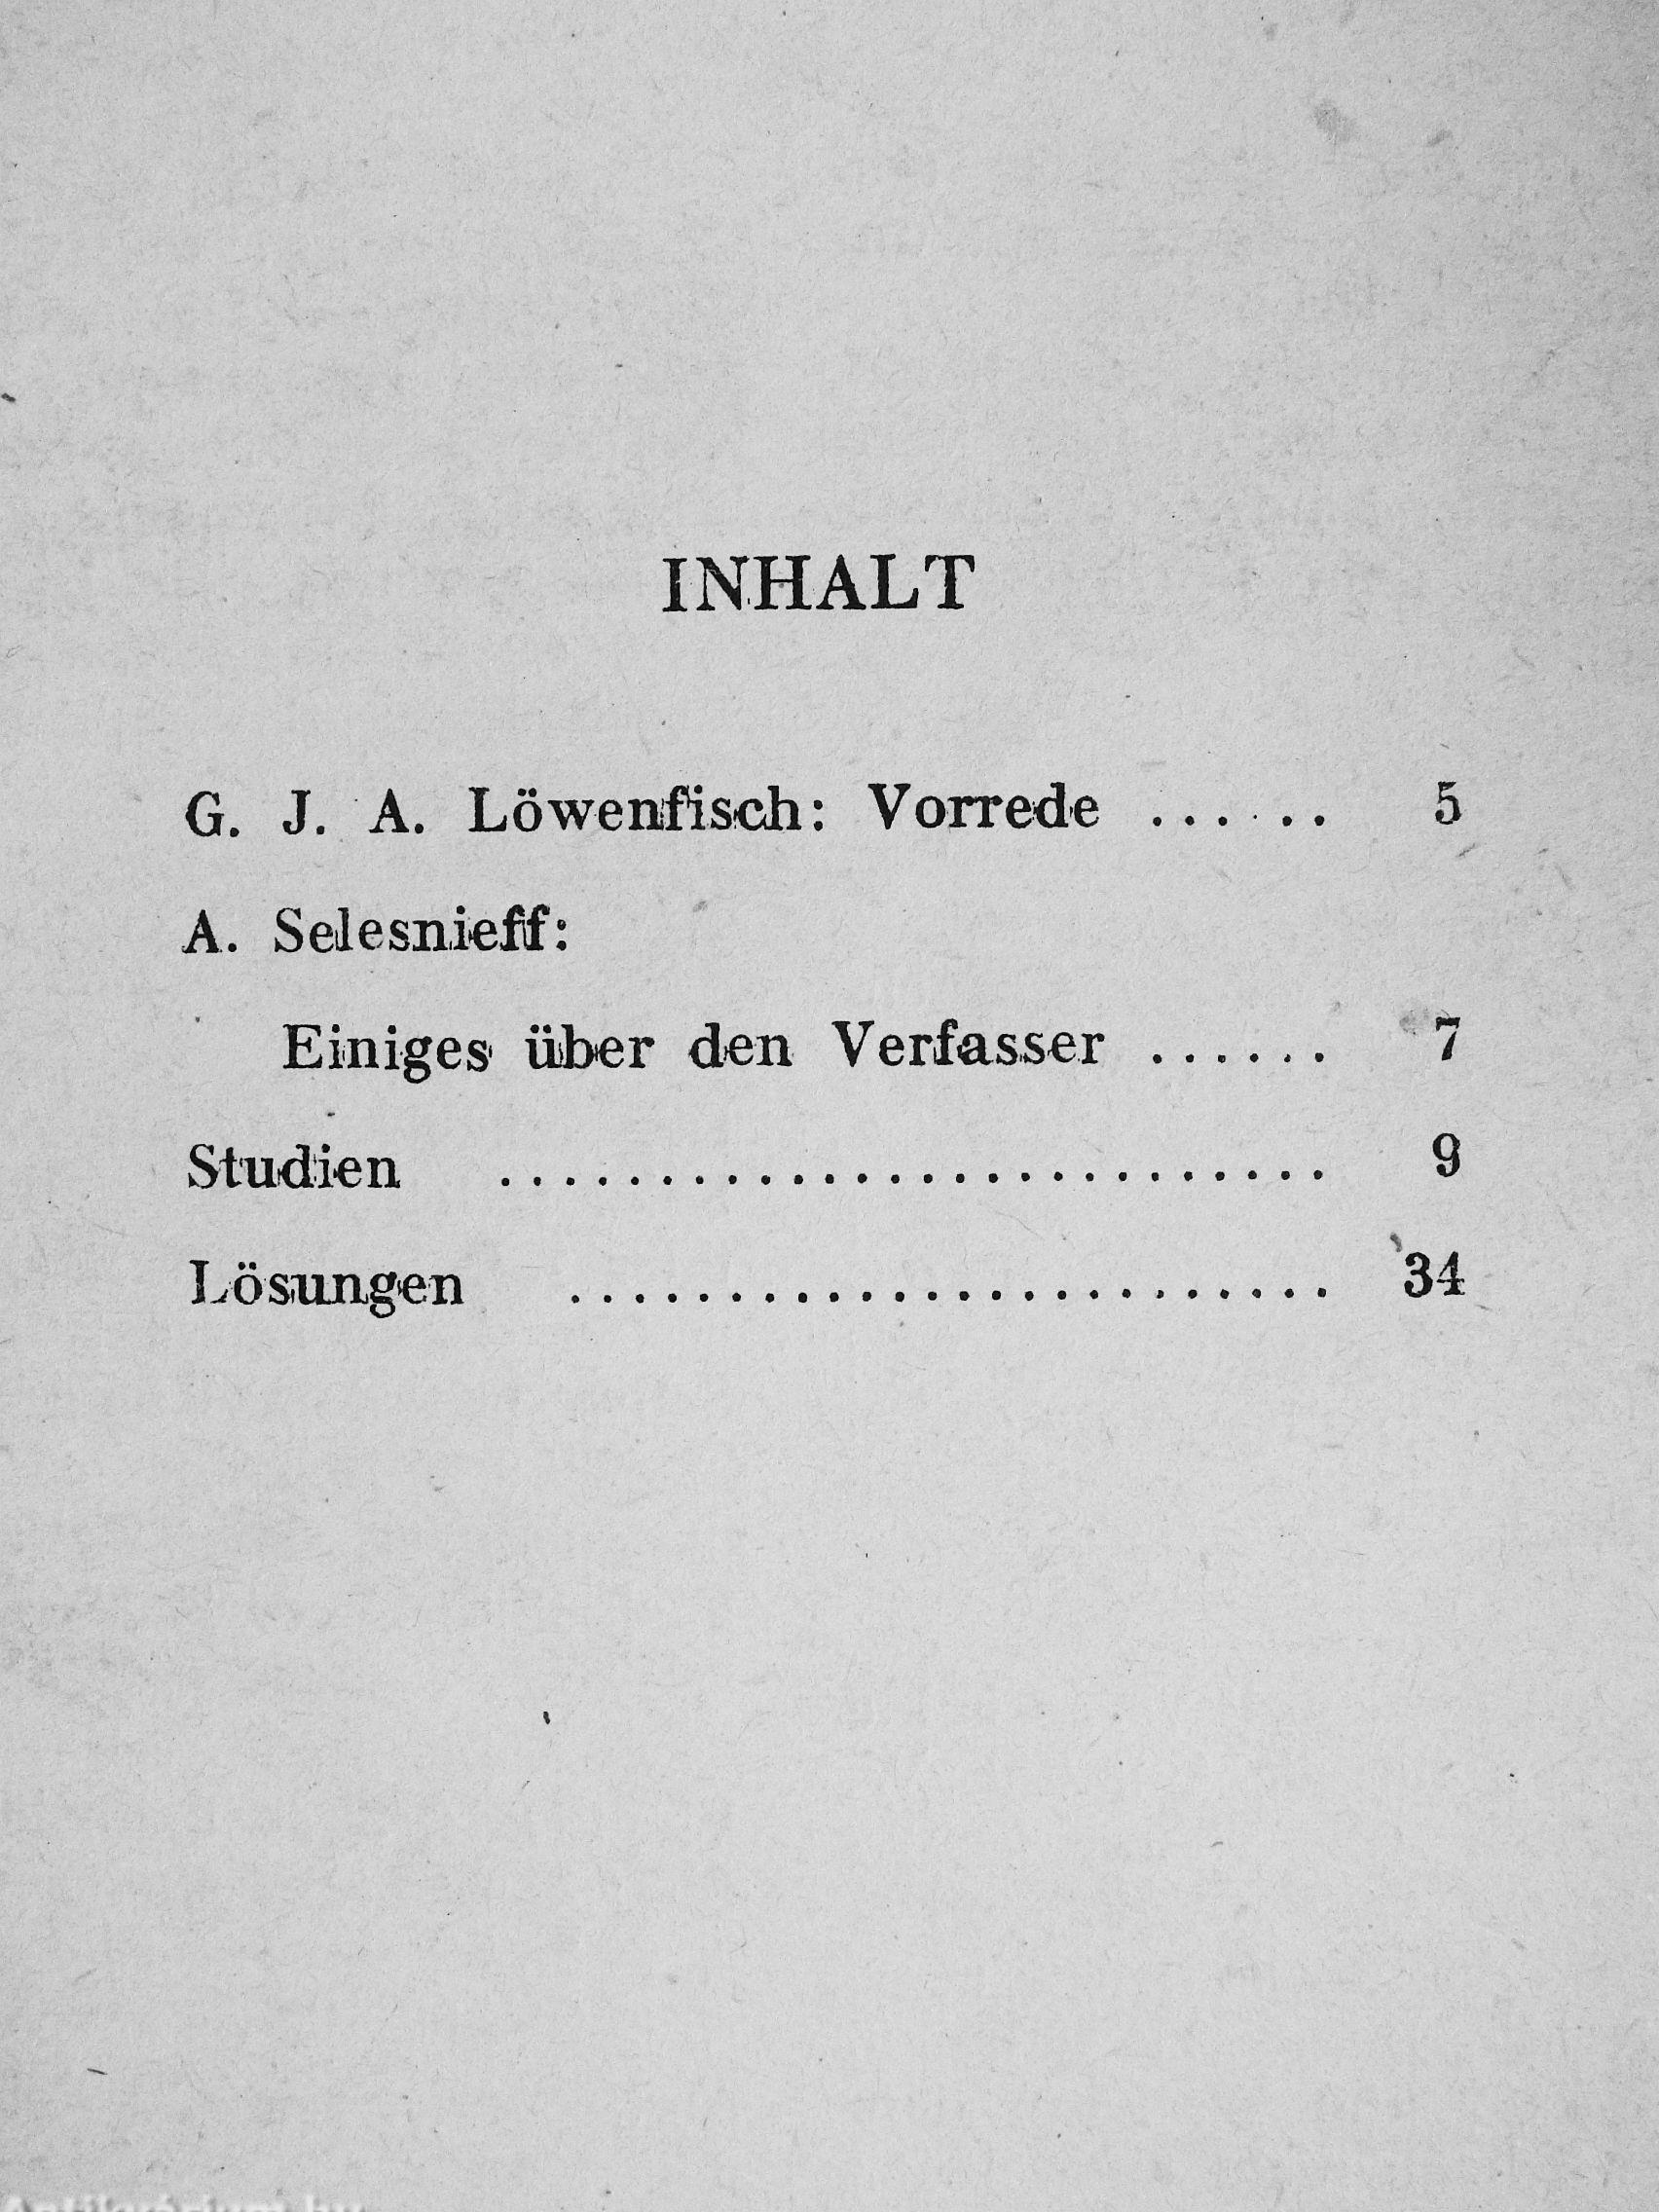 INHALT
G. J. A. Löwenfisch: Vorrede ...... 5
A. Selesnieff:
Einiges über den Verfasser ...... 7
Studien .......................... 9
Lösungen ........................ 34